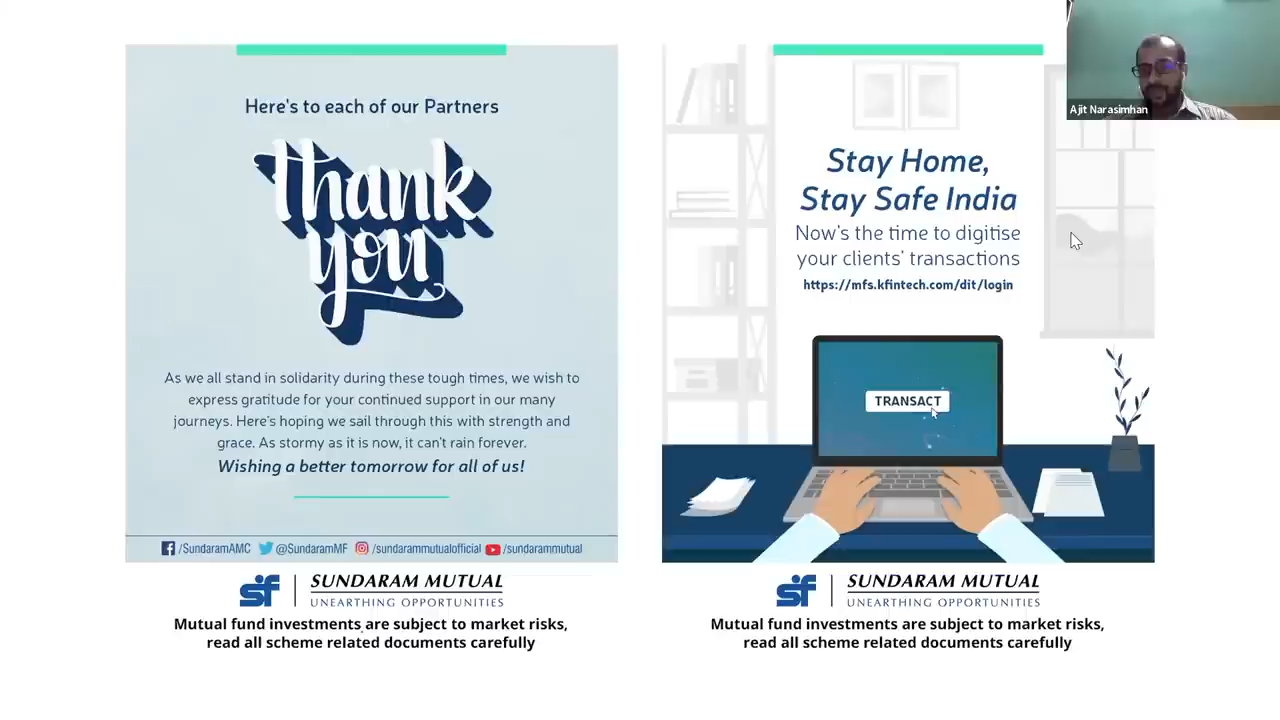 Here's to each of our Partners
thank
you
As we all stand in solidarity during these tough times, we wish to
express gratitude for your continued support in our many
journeys. Here's hoping we sail through this with strength and
grace. As stormy as it is now, it can't rain forever.
Wishing a better tomorrow for all of us!
/SundaramAMC @SundaramMF /sundarammutualofficial /sundarammutual
sf SUNDARAM MUTUAL
UNEARTHING OPPORTUNITIES
Mutual fund investments are subject to market risks,
read all scheme related documents carefully
Stay Home,
Stay Safe India
Now's the time to digitise
your clients' transactions
https://mfs.kfintech.com/dit/login
TRANSACT
sf SUNDARAM MUTUAL
UNEARTHING OPPORTUNITIES
Mutual fund investments are subject to market risks,
read all scheme related documents carefully
Ajit Narasimhan